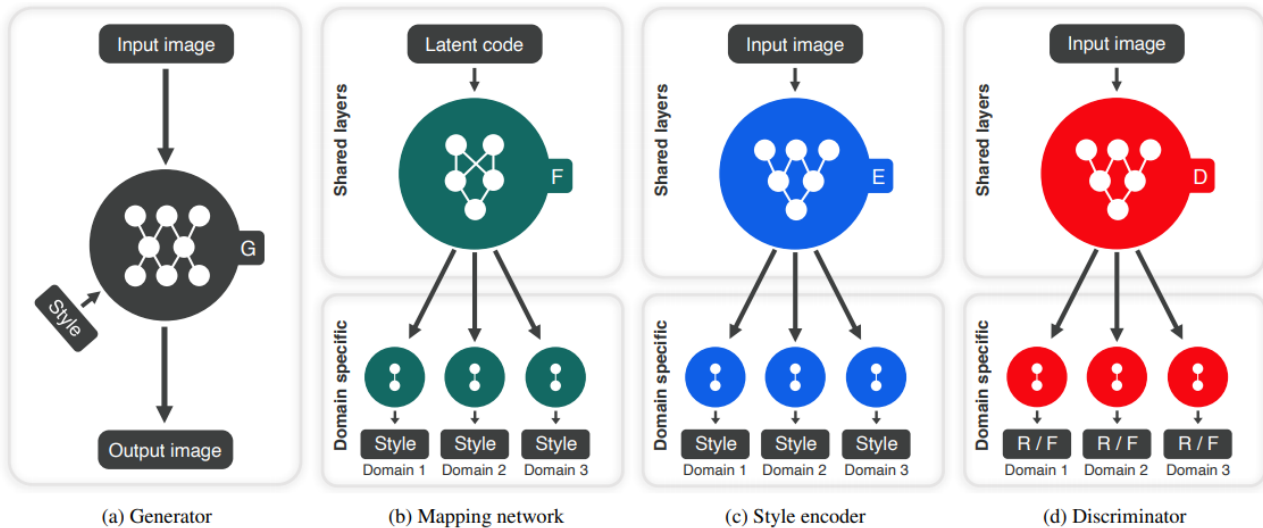 Input image
G
Style
Output image
(a) Generator
Shared layers
Latent code
F
Domain specific
Style Style Style
Domain 1 Domain 2 Domain 3
(b) Mapping network
Shared layers
Input image
E
Domain specific
Style Style Style
Domain 1 Domain 2 Domain 3
(c) Style encoder
Shared layers
Input image
D
Domain specific
R / F R / F R / F
Domain 1 Domain 2 Domain 3
(d) Discriminator